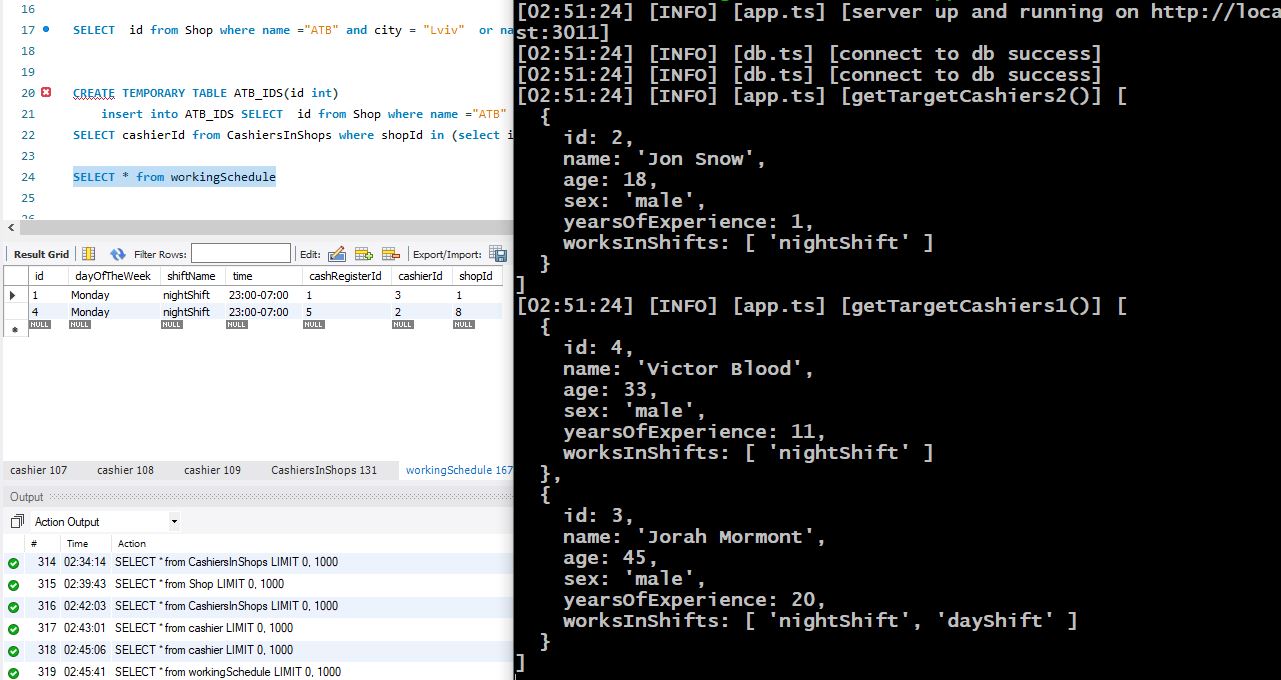 16
17 SELECT id from Shop where name ="ATB" and city = "Lviv" or na
18
19
20 CREATE TEMPORARY TABLE ATB_IDS(id int)
21 insert into ATB_IDS SELECT id from Shop where name ="ATB"
22 SELECT cashierId from CashiersInShops where shopId in (select i
23
24 SELECT * from workingSchedule
25
26
Result Grid Filter Rows: Edit: Export/Import:
id dayOfTheWeek shiftName time cashRegisterId cashierId shopId
1 Monday nightShift 23:00-07:00 1 3 1
4 Monday nightShift 23:00-07:00 5 2 8
NULL NULL NULL NULL NULL NULL NULL
cashier 107 cashier 108 cashier 109 CashiersInShops 131 workingSchedule 167
Output
Action Output
# Time Action
314 02:34:14 SELECT * from CashiersInShops LIMIT 0, 1000
315 02:39:43 SELECT * from Shop LIMIT 0, 1000
316 02:42:03 SELECT * from CashiersInShops LIMIT 0, 1000
317 02:43:01 SELECT * from cashier LIMIT 0, 1000
318 02:45:06 SELECT * from cashier LIMIT 0, 1000
319 02:45:41 SELECT * from workingSchedule LIMIT 0, 1000
[02:51:24] [INFO] [app.ts] [server up and running on http://loca
st:3011]
[02:51:24] [INFO] [db.ts] [connect to db success]
[02:51:24] [INFO] [db.ts] [connect to db success]
[02:51:24] [INFO] [app.ts] [getTargetCashiers2()] [
{
id: 2,
name: 'Jon Snow',
age: 18,
sex: 'male',
yearsOfExperience: 1,
worksInShifts: [ 'nightShift' ]
}
]
[02:51:24] [INFO] [app.ts] [getTargetCashiers1()] [
{
id: 4,
name: 'Victor Blood',
age: 33,
sex: 'male',
yearsOfExperience: 11,
worksInShifts: [ 'nightShift' ]
},
{
id: 3,
name: 'Jorah Mormont',
age: 45,
sex: 'male',
yearsOfExperience: 20,
worksInShifts: [ 'nightShift', 'dayShift' ]
}
]